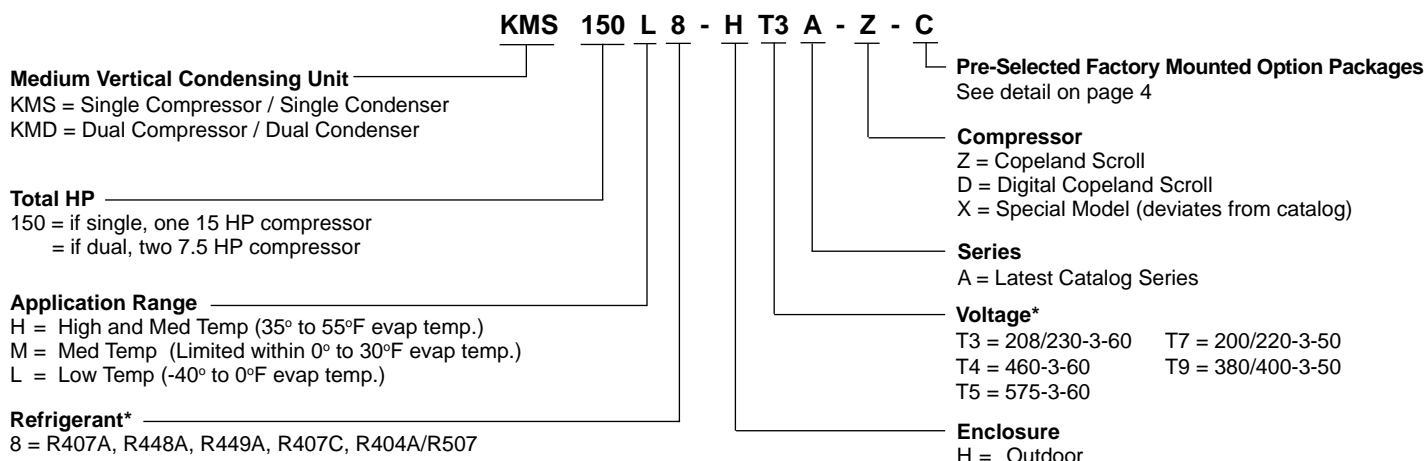 KMS 150 L 8 - H T3 A - Z - C
Medium Vertical Condensing Unit
KMS = Single Compressor / Single Condenser
KMD = Dual Compressor / Dual Condenser
Total HP
150 = if single, one 15 HP compressor
= if dual, two 7.5 HP compressor
Application Range
H = High and Med Temp (35° to 55°F evap temp.)
M = Med Temp (Limited within 0° to 30°F evap temp.)
L = Low Temp (-40° to 0°F evap temp.)
Refrigerant*
8 = R407A, R448A, R449A, R407C, R404A/R507
Pre-Selected Factory Mounted Option Packages
See detail on page 4
Compressor
Z = Copeland Scroll
D = Digital Copeland Scroll
X = Special Model (deviates from catalog)
Series
A = Latest Catalog Series
Voltage*
T3 = 208/230-3-60 T7 = 200/220-3-50
T4 = 460-3-60 T9 = 380/400-3-50
T5 = 575-3-60
Enclosure
H = Outdoor